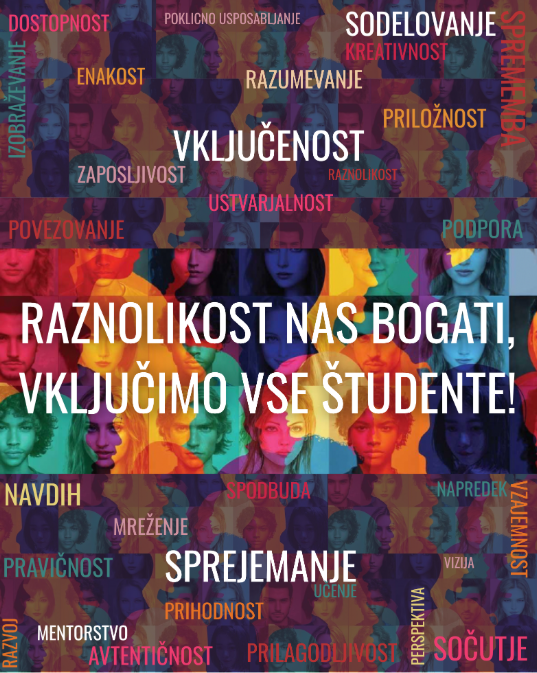 DOSTOPNOST
POKLICNO USPOSABLJANJE
SODELOVANJE
KREATIVNOST
SPREMEMBA
IZOBRAŽEVANJE
ENAKOST
RAZUMEVANJE
PRILOŽNOST
VKLJUČENOST
ZAPOSLJIVOST
RAZNOLIKOST
USTVARJALNOST
POVEZOVANJE
PODPORA
RAZNOLIKOST NAS BOGATI,
VKLJUČIMO VSE ŠTUDENTE!
NAVDIH
SPODBUDA
NAPREDEK
VZAJEMNOST
MREŽENJE
PRAVIČNOST
SPREJEMANJE
VIZIJA
UČENJE
PRIHODNOST
PERSPEKTIVA
RAZVOJ
MENTORSTVO
AVTENTIČNOST
PRILAGODLJIVOST
SOČUTJE